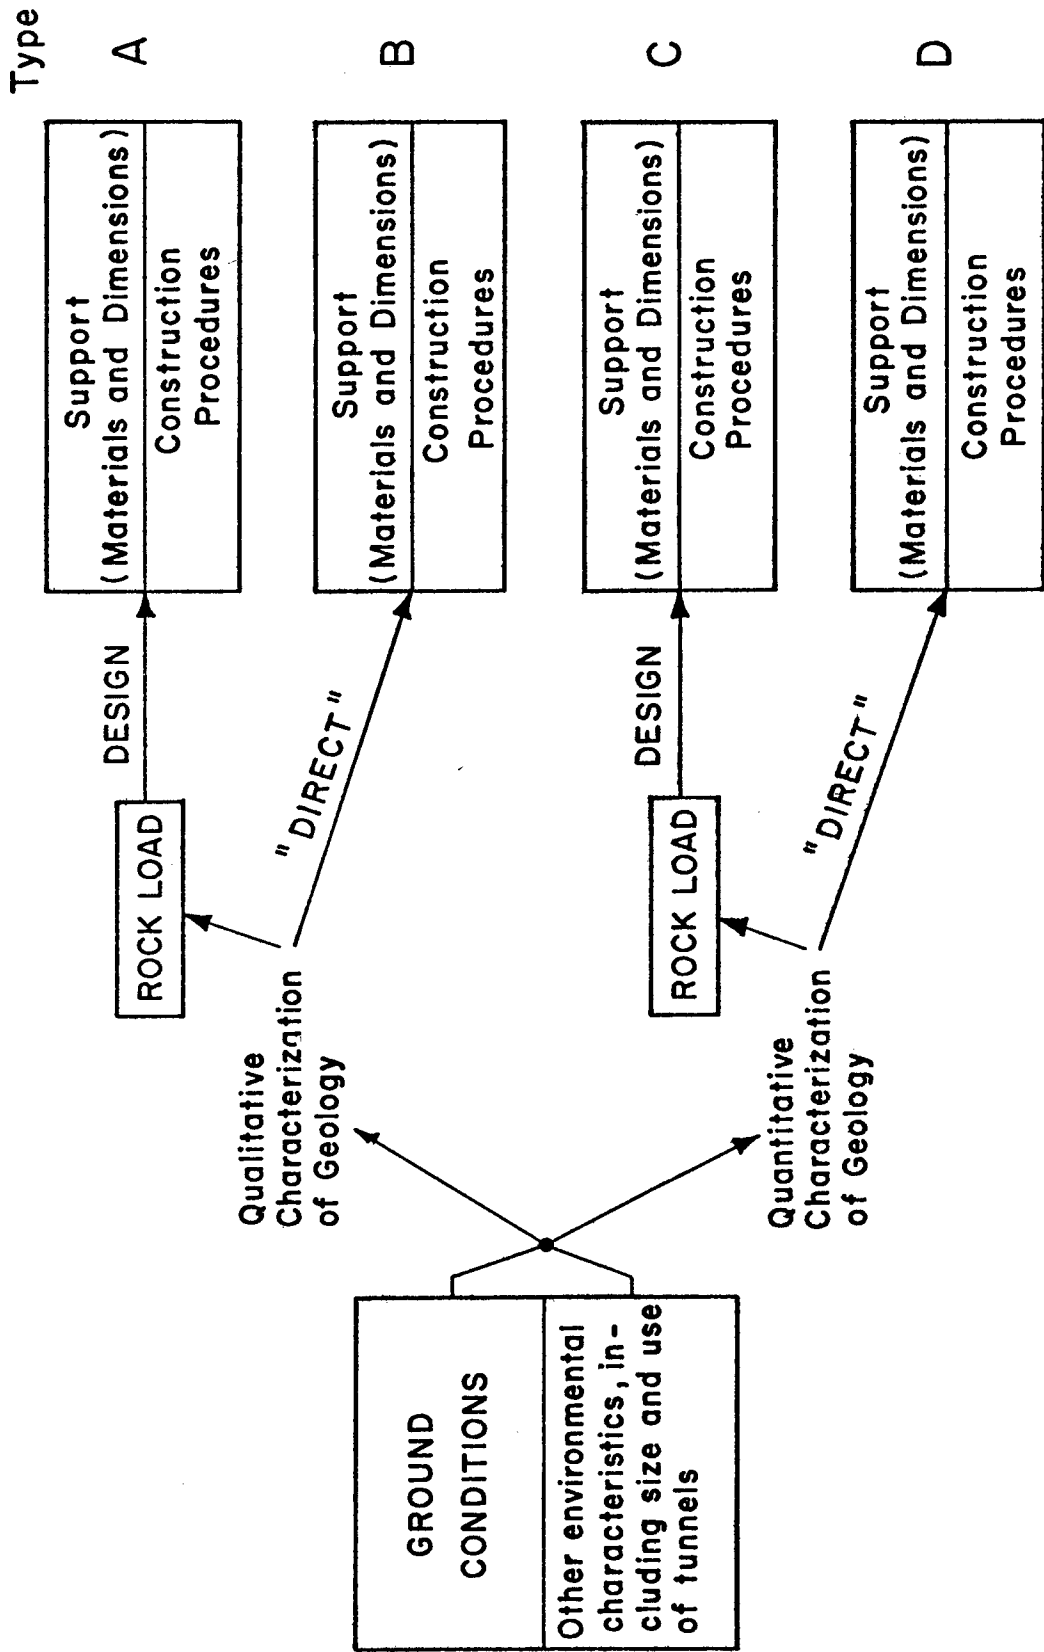 Type
GROUND
CONDITIONS
Other environmental
characteristics, in-
cluding size and use
of tunnels
Qualitative
Characterization
of Geology
ROCK LOAD
DESIGN
"DIRECT"
Support
(Materials and Dimensions)
Construction
Procedures
A
Support
(Materials and Dimensions)
Construction
Procedures
B
Quantitative
Characterization
of Geology
ROCK LOAD
DESIGN
"DIRECT"
Support
(Materials and Dimensions)
Construction
Procedures
C
Support
(Materials and Dimensions)
Construction
Procedures
D